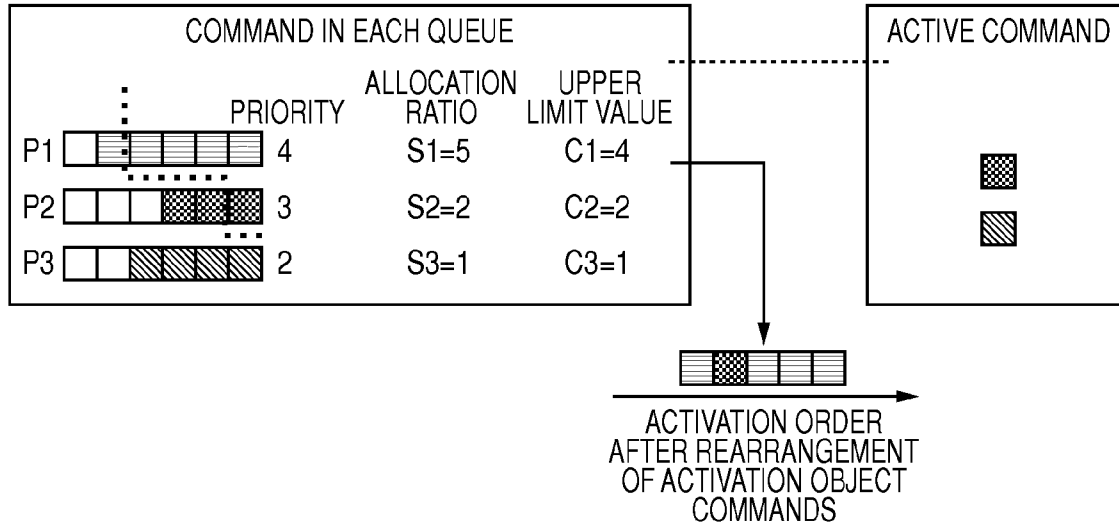 COMMAND IN EACH QUEUE
ACTIVE COMMAND
PRIORITY
ALLOCATION
RATIO
UPPER
LIMIT VALUE
P1 4 S1=5 C1=4
P2 3 S2=2 C2=2
P3 2 S3=1 C3=1
ACTIVATION ORDER
AFTER REARRANGEMENT
OF ACTIVATION OBJECT
COMMANDS